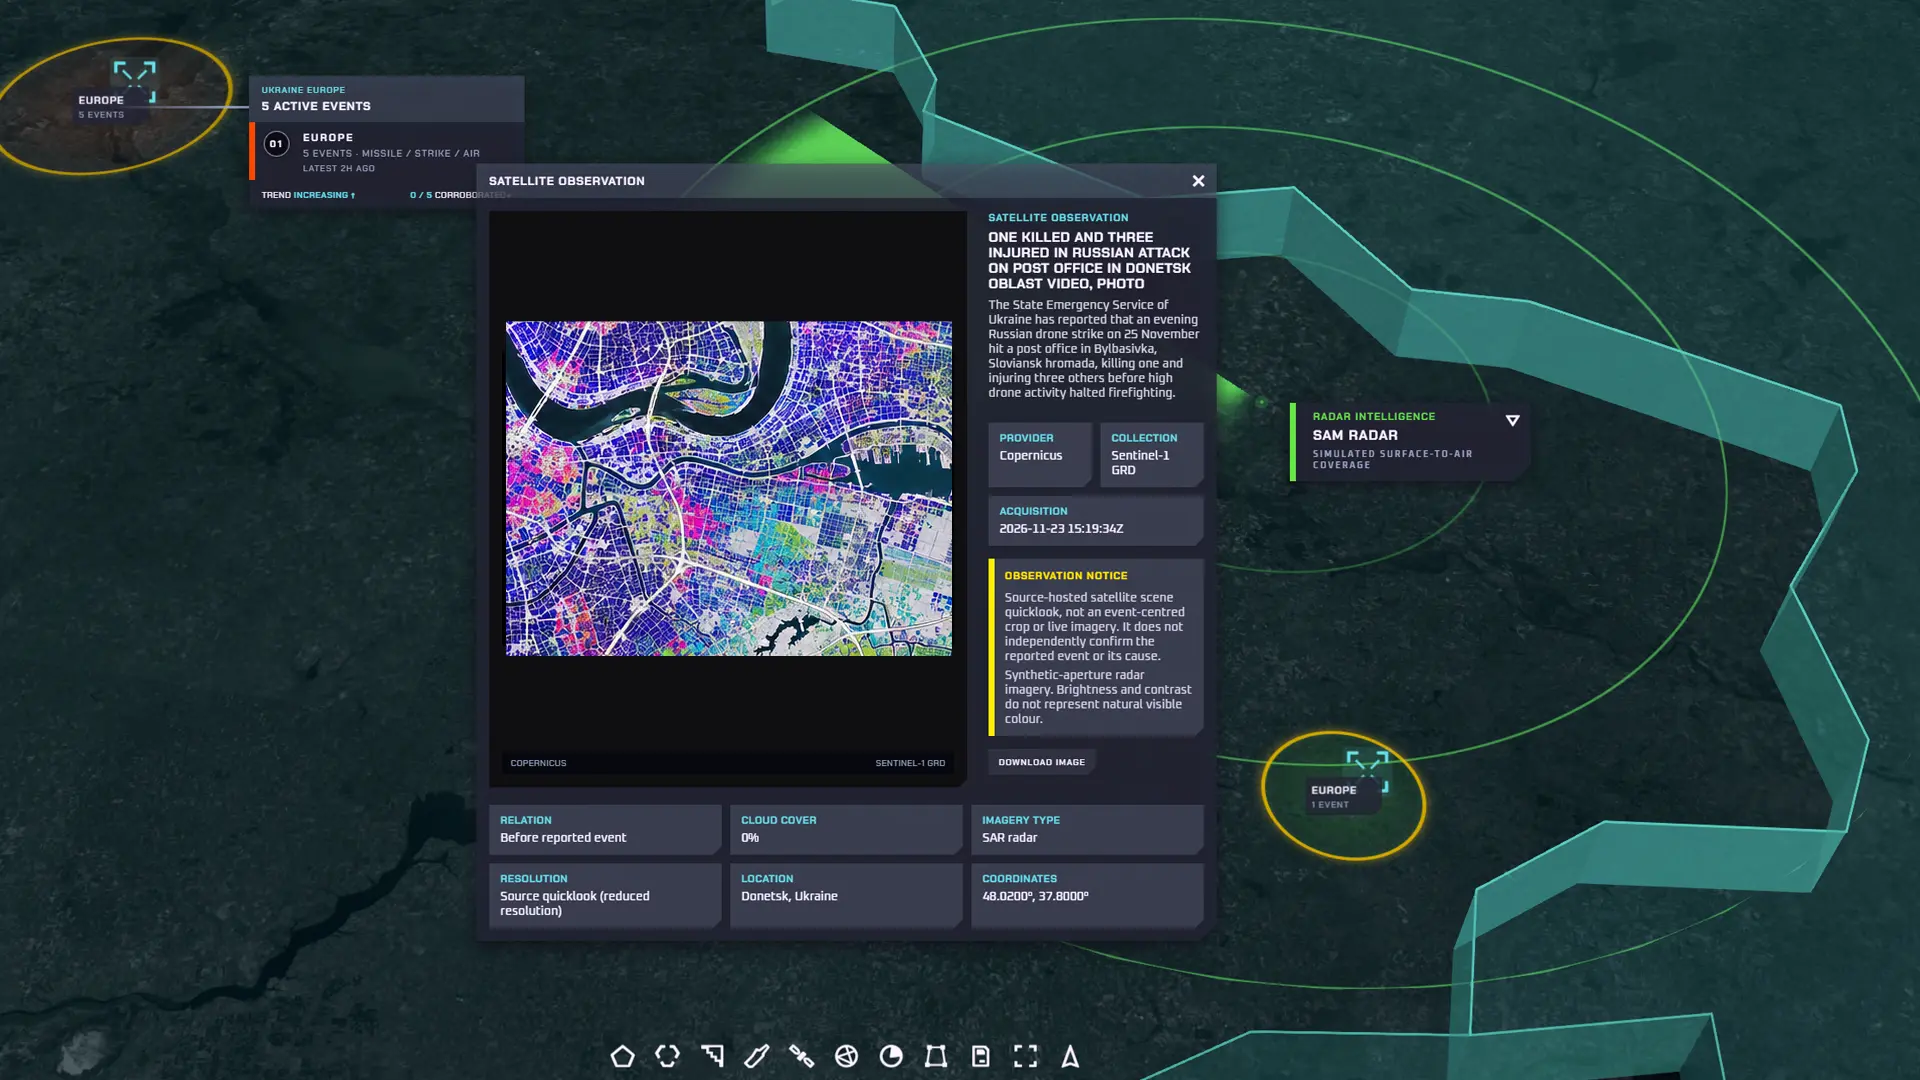 EUROPE
5 EVENTS
UKRAINE EUROPE
5 ACTIVE EVENTS
01
EUROPE
5 EVENTS - MISSILE / STRIKE / AIR
LATEST 2H AGO
TREND INCREASING ↑
0 / 5 CORROBORATED
SATELLITE OBSERVATION
SATELLITE OBSERVATION
ONE KILLED AND THREE
INJURED IN RUSSIAN ATTACK
ON POST OFFICE IN DONETSK
OBLAST VIDEO, PHOTO
The State Emergency Service of
Ukraine has reported that an evening
Russian drone strike on 25 November
hit a post office in Bylbasivka,
Sloviansk hromada, killing one and
injuring three others before high
drone activity halted firefighting.
PROVIDER
Copernicus
COLLECTION
Sentinel-1
GRD
ACQUISITION
2026-11-23 15:19:34Z
OBSERVATION NOTICE
Source-hosted satellite scene
quicklook, not an event-centred
crop or live imagery. It does not
independently confirm the
reported event or its cause.
Synthetic-aperture radar
imagery. Brightness and contrast
do not represent natural visible
colour.
DOWNLOAD IMAGE
COPERNICUS
SENTINEL-1 GRD
RELATION
Before reported event
CLOUD COVER
0%
IMAGERY TYPE
SAR radar
RESOLUTION
Source quicklook (reduced
resolution)
LOCATION
Donetsk, Ukraine
COORDINATES
48.0200°, 37.8000°
RADAR INTELLIGENCE
SAM RADAR
SIMULATED SURFACE-TO-AIR
COVERAGE
EUROPE
1 EVENT